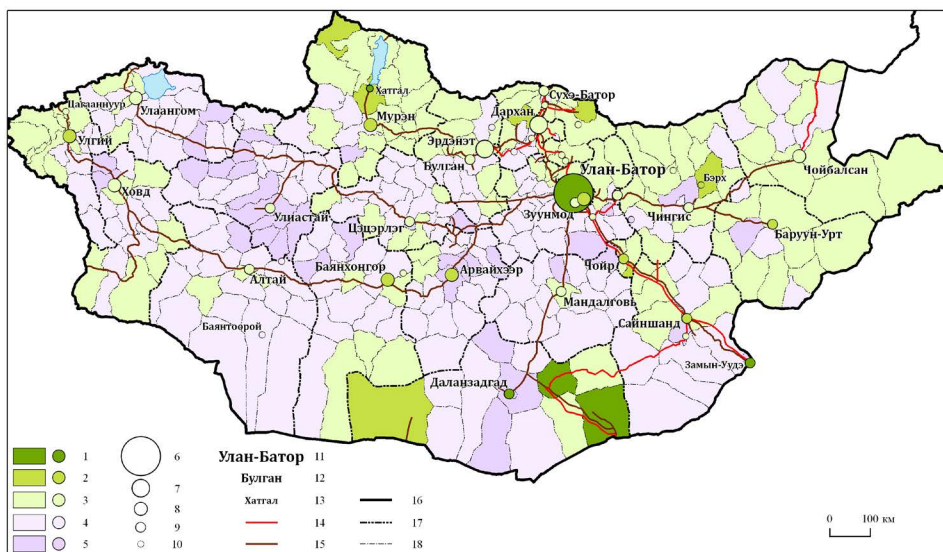 Хатгал
Сухэ-Батор
Цагааннуур
Улаангом
Мурэн
Дархан
Улгий
Эрдэнэт
Булган
Улан-Батор
Бэрх
Чойбалсан
Ховд
Улиастай
Цэцэрлэг
Зуунмод
Чингис
Баруун-Урт
Баянхонгор
Арвайхээр
Чойр
Алтай
Мандалговь
Баянтоорой
Сайншанд
Даланзадгад
Замын-Уудэ
1 6 Улан-Батор 11
2 7 Булган 12
3 8 Хатгал 13 16
4 9 14 17
5 10 15 18
0 100 км